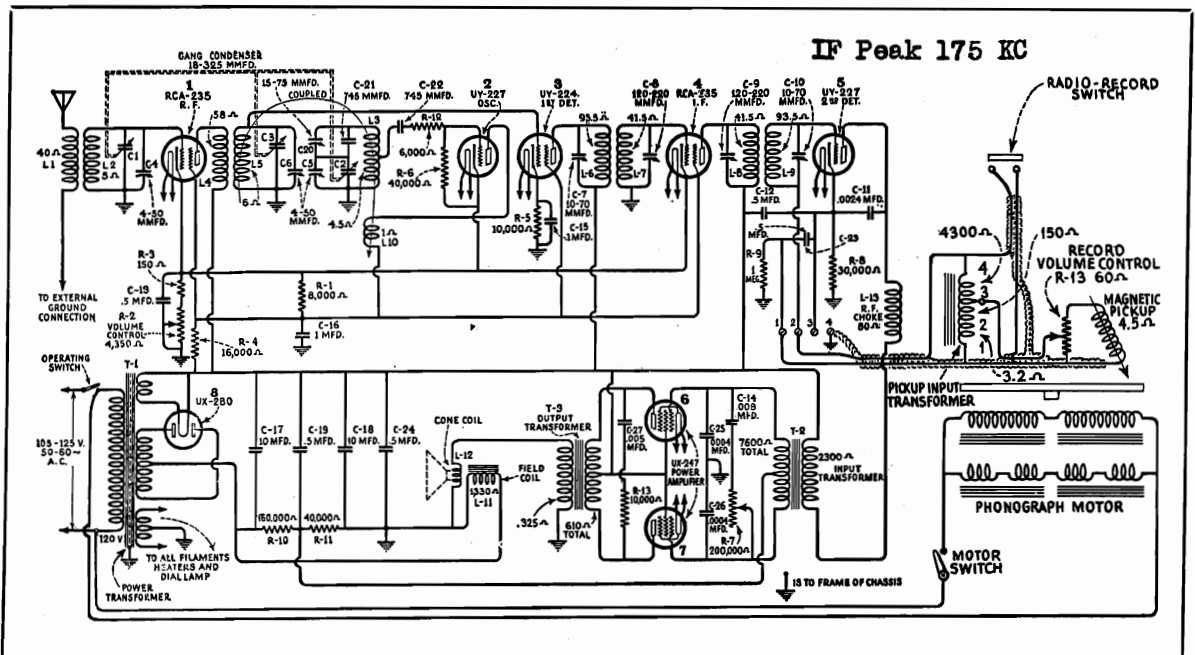 IF Peak 175 KC
GANG CONDENSER
18-325 MMFD.
1
RCA-235
R.F.
58Ω
15-75 MMFD.
COUPLED
C-21
745 MMFD.
L3
C-22
745 MMFD.
R-12
6,000Ω
2
UY-227
OSC.
3
UY-224
1ST DET.
93.5Ω
41.5Ω
C-8
120-220
MMFD.
4
RCA-235
I.F.
C-9
120-220
MMFD.
41.5Ω
C-10
10-70
MMFD.
93.5Ω
5
UY-227
2ND DET.
RADIO-RECORD
SWITCH
40Ω
L1
L2
5Ω
C1
C4
4-50
MMFD.
L4
L5
6Ω
C3
C6
C20
C5
C2
4-50
MMFD.
4.5Ω
R-6
40,000Ω
1Ω
L10
R-5
10,000Ω
C-7
10-70
MMFD.
C-15
.1MFD.
L-6
L-7
L-8
L-9
C-12
.5 MFD.
C-11
.0024 MFD.
MFD.
C-23
R-9
1
MEG.
R-8
30,000Ω
L-13
R.F.
CHOKE
80Ω
4300Ω
150Ω
RECORD
VOLUME CONTROL
R-13 60Ω
MAGNETIC
PICKUP
4.5Ω
4
3
2
1
3.2Ω
PICKUP INPUT
TRANSFORMER
1
2
3
4
TO EXTERNAL
GROUND
CONNECTION
R-3
150Ω
C-19
.5 MFD.
R-2
VOLUME
CONTROL
4,350Ω
R-4
16,000Ω
R-1
8,000Ω
C-16
1 MFD.
OPERATING
SWITCH
T-1
8
UX-280
105-125 V.
50-60~
A.C.
120 V
POWER
TRANSFORMER
TO ALL FILAMENTS
HEATERS AND
DIAL LAMP
C-17
10 MFD.
C-19
.5 MFD.
C-18
10 MFD.
C-24
.5 MFD.
R-10
40,000Ω
R-11
CONE COIL
L-12
FIELD
COIL
1330Ω
L-11
T-3
OUTPUT
TRANSFORMER
.325Ω
610Ω
TOTAL
C-27
.005
MFD.
R-13
10,000Ω
6
UX-247
POWER
AMPLIFIER
7
C-25
.0004
MFD.
C-26
.0004
MFD.
C-14
.008
MFD.
R-7
200,000Ω
7600Ω
TOTAL
T-2
2300Ω
INPUT
TRANSFORMER
IS TO FRAME OF CHASSIS
PHONOGRAPH MOTOR
MOTOR
SWITCH